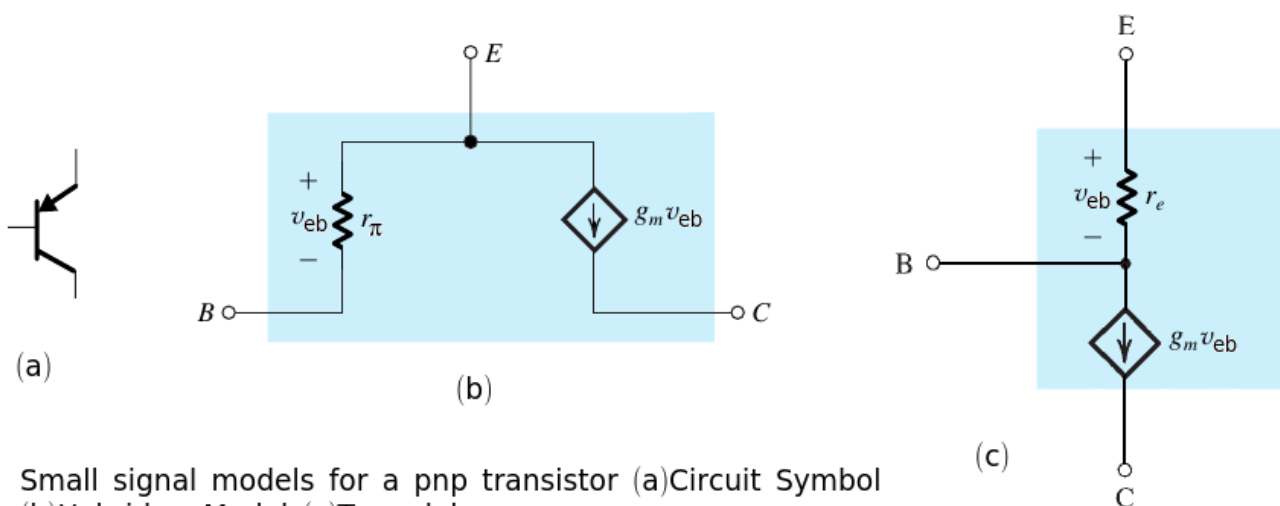 E
E
+
v_eb r_π
−
g_m v_eb
B
C
(a)
(b)
+
v_eb r_e
−
B
g_m v_eb
(c)
C
Small signal models for a pnp transistor (a)Circuit Symbol